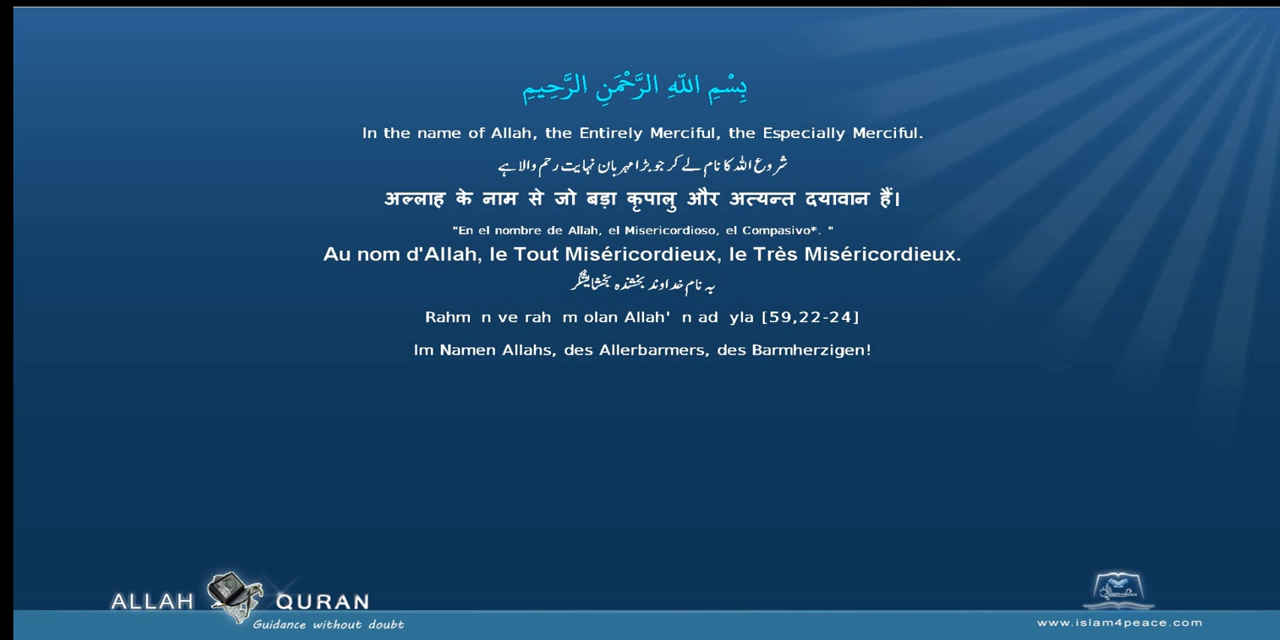 بِسْمِ اللّهِ الرَّحْمَنِ الرَّحِيمِ
In the name of Allah, the Entirely Merciful, the Especially Merciful.
شروع اللہ کا نام لے کر جو بڑا مہربان نہایت رحم والا ہے
अल्लाह के नाम से जो बड़ा कृपालु और अत्यन्त दयावान हैं।
"En el nombre de Allah, el Misericordioso, el Compasivo*. "
Au nom d'Allah, le Tout Miséricordieux, le Très Miséricordieux.
به نام خداوند بخشنده بخشایشگر
Rahm n ve rah m olan Allah' n ad yla [59,22-24]
Im Namen Allahs, des Allerbarmers, des Barmherzigen!
ALLAH QURAN
Guidance without doubt
www.islam4peace.com